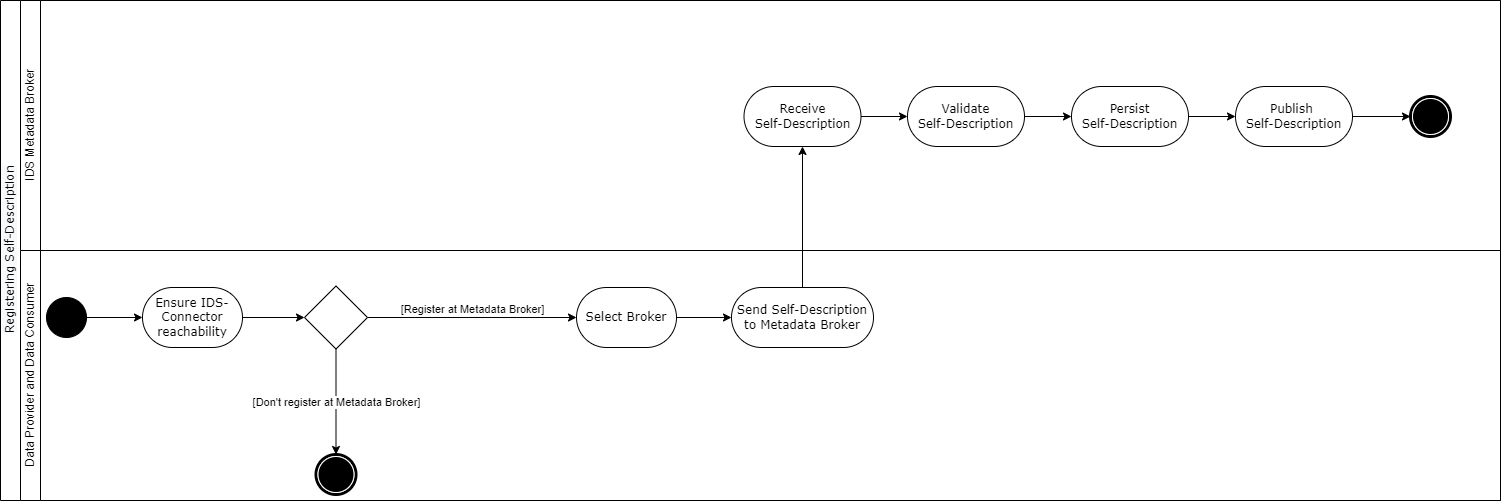 Registering Self-Description
IDS Metadata Broker
Receive
Self-Description
Validate
Self-Description
Persist
Self-Description
Publish
Self-Description
Data Provider and Data Consumer
Ensure IDS-
Connector
reachability
[Register at Metadata Broker]
Select Broker
Send Self-Description
to Metadata Broker
[Don't register at Metadata Broker]